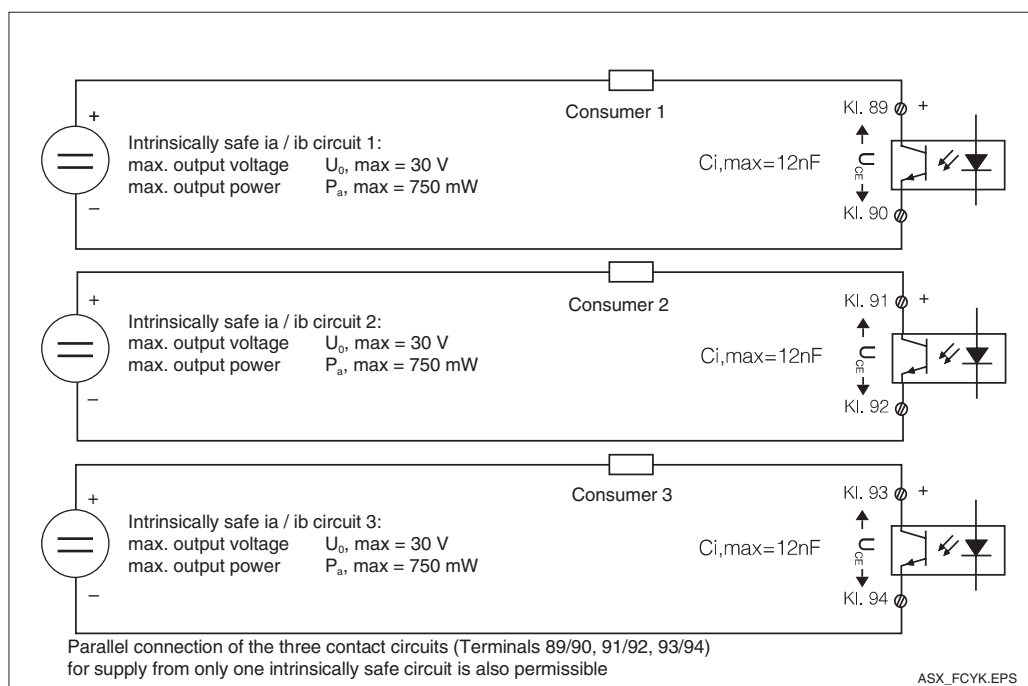 Consumer 1
Kl. 89 +
+
Intrinsically safe ia / ib circuit 1:
max. output voltage U₀, max = 30 V
max. output power Pₐ, max = 750 mW
Ci,max=12nF
U_CE
–
Kl. 90
Consumer 2
Kl. 91 +
+
Intrinsically safe ia / ib circuit 2:
max. output voltage U₀, max = 30 V
max. output power Pₐ, max = 750 mW
Ci,max=12nF
U_CE
–
Kl. 92
Consumer 3
Kl. 93 +
+
Intrinsically safe ia / ib circuit 3:
max. output voltage U₀, max = 30 V
max. output power Pₐ, max = 750 mW
Ci,max=12nF
U_CE
–
Kl. 94
Parallel connection of the three contact circuits (Terminals 89/90, 91/92, 93/94)
for supply from only one intrinsically safe circuit is also permissible
ASX_FCYK.EPS